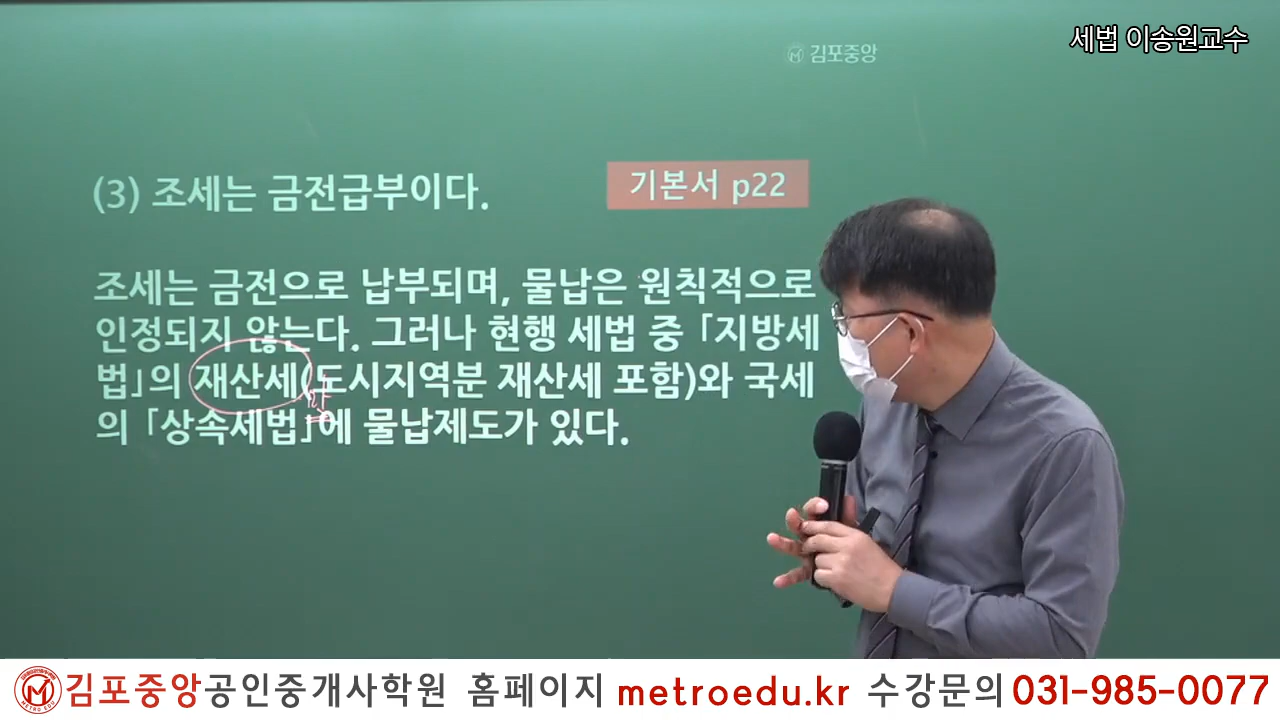 세법 이송원교수
김포중앙
(3) 조세는 금전급부이다.
기본서 p22
조세는 금전으로 납부되며, 물납은 원칙적으로
인정되지 않는다. 그러나 현행 세법 중 「지방세
법」의 재산세(도시지역분 재산세 포함)와 국세
의 「상속세법」에 물납제도가 있다.
김포중앙공인중개사학원 홈페이지 metroedu.kr 수강문의 031-985-0077
METRO EDU